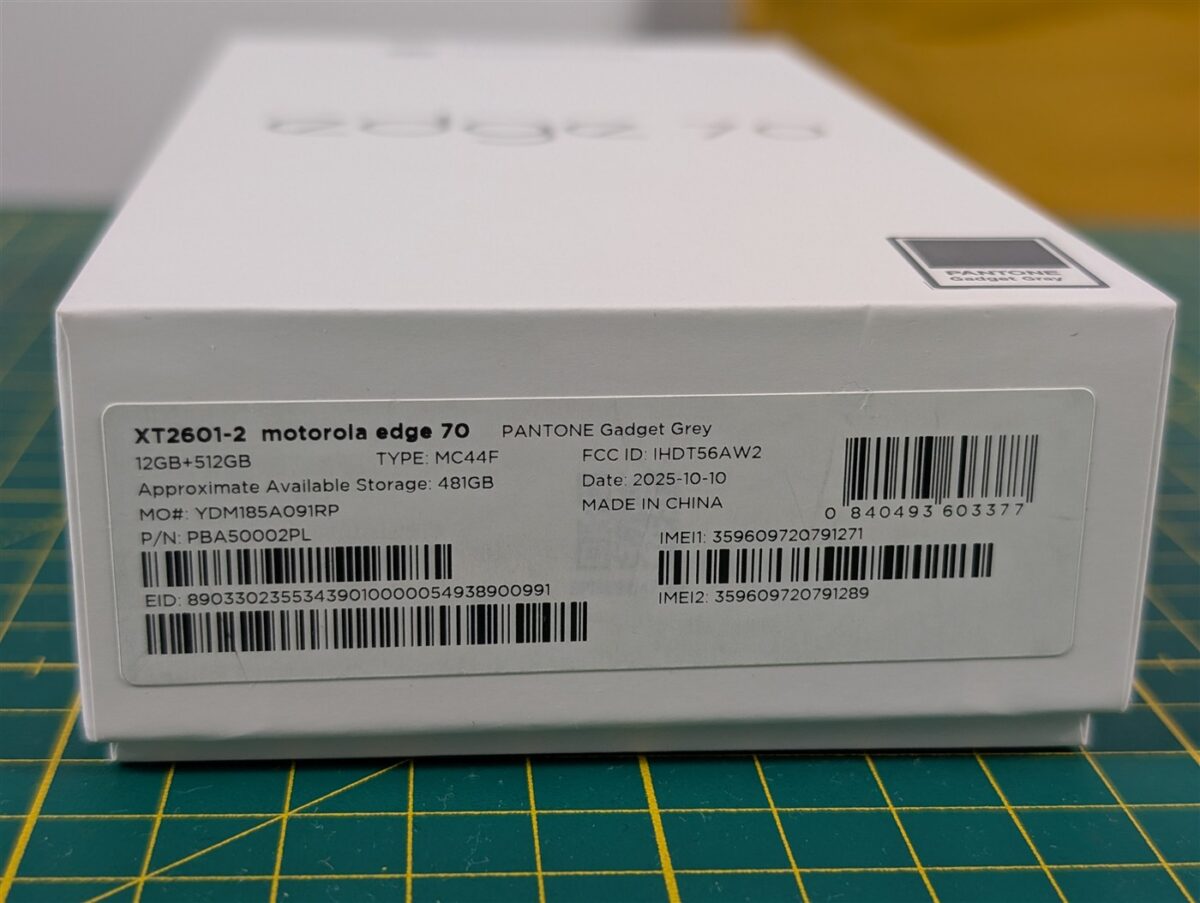 edge 70
PANTONE
Gadget Grey
XT2601-2 motorola edge 70 PANTONE Gadget Grey
12GB+512GB TYPE: MC44F FCC ID: IHDT56AW2
Approximate Available Storage: 481GB Date: 2025-10-10
MO#: YDM185A091RP MADE IN CHINA
0 840493 603377
P/N: PBA50002PL IMEI1: 359609720791271
EID: 89033023553439010000054938900991 IMEI2: 359609720791289